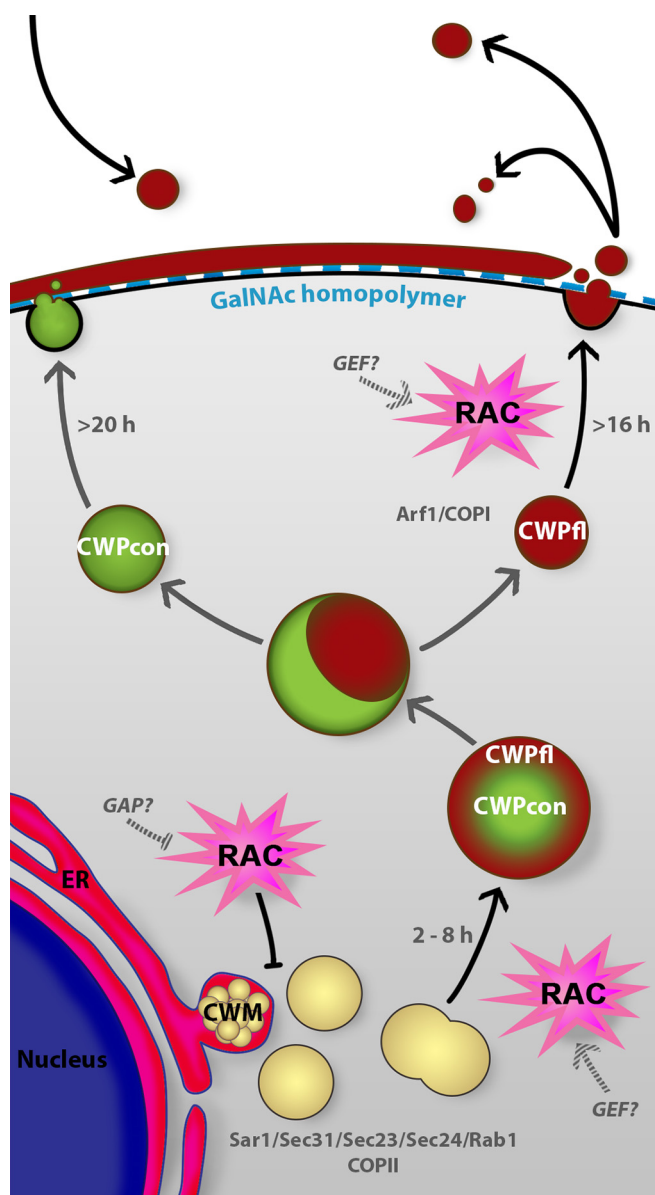 GalNAc homopolymer
GEF?
RAC
>20 h
>16 h
Arf1/COPI
CWPfl
CWPcon
CWPfl
CWPcon
GAP?
RAC
ER
2 - 8 h
RAC
CWM
Nucleus
GEF?
Sar1/Sec31/Sec23/Sec24/Rab1
COPII